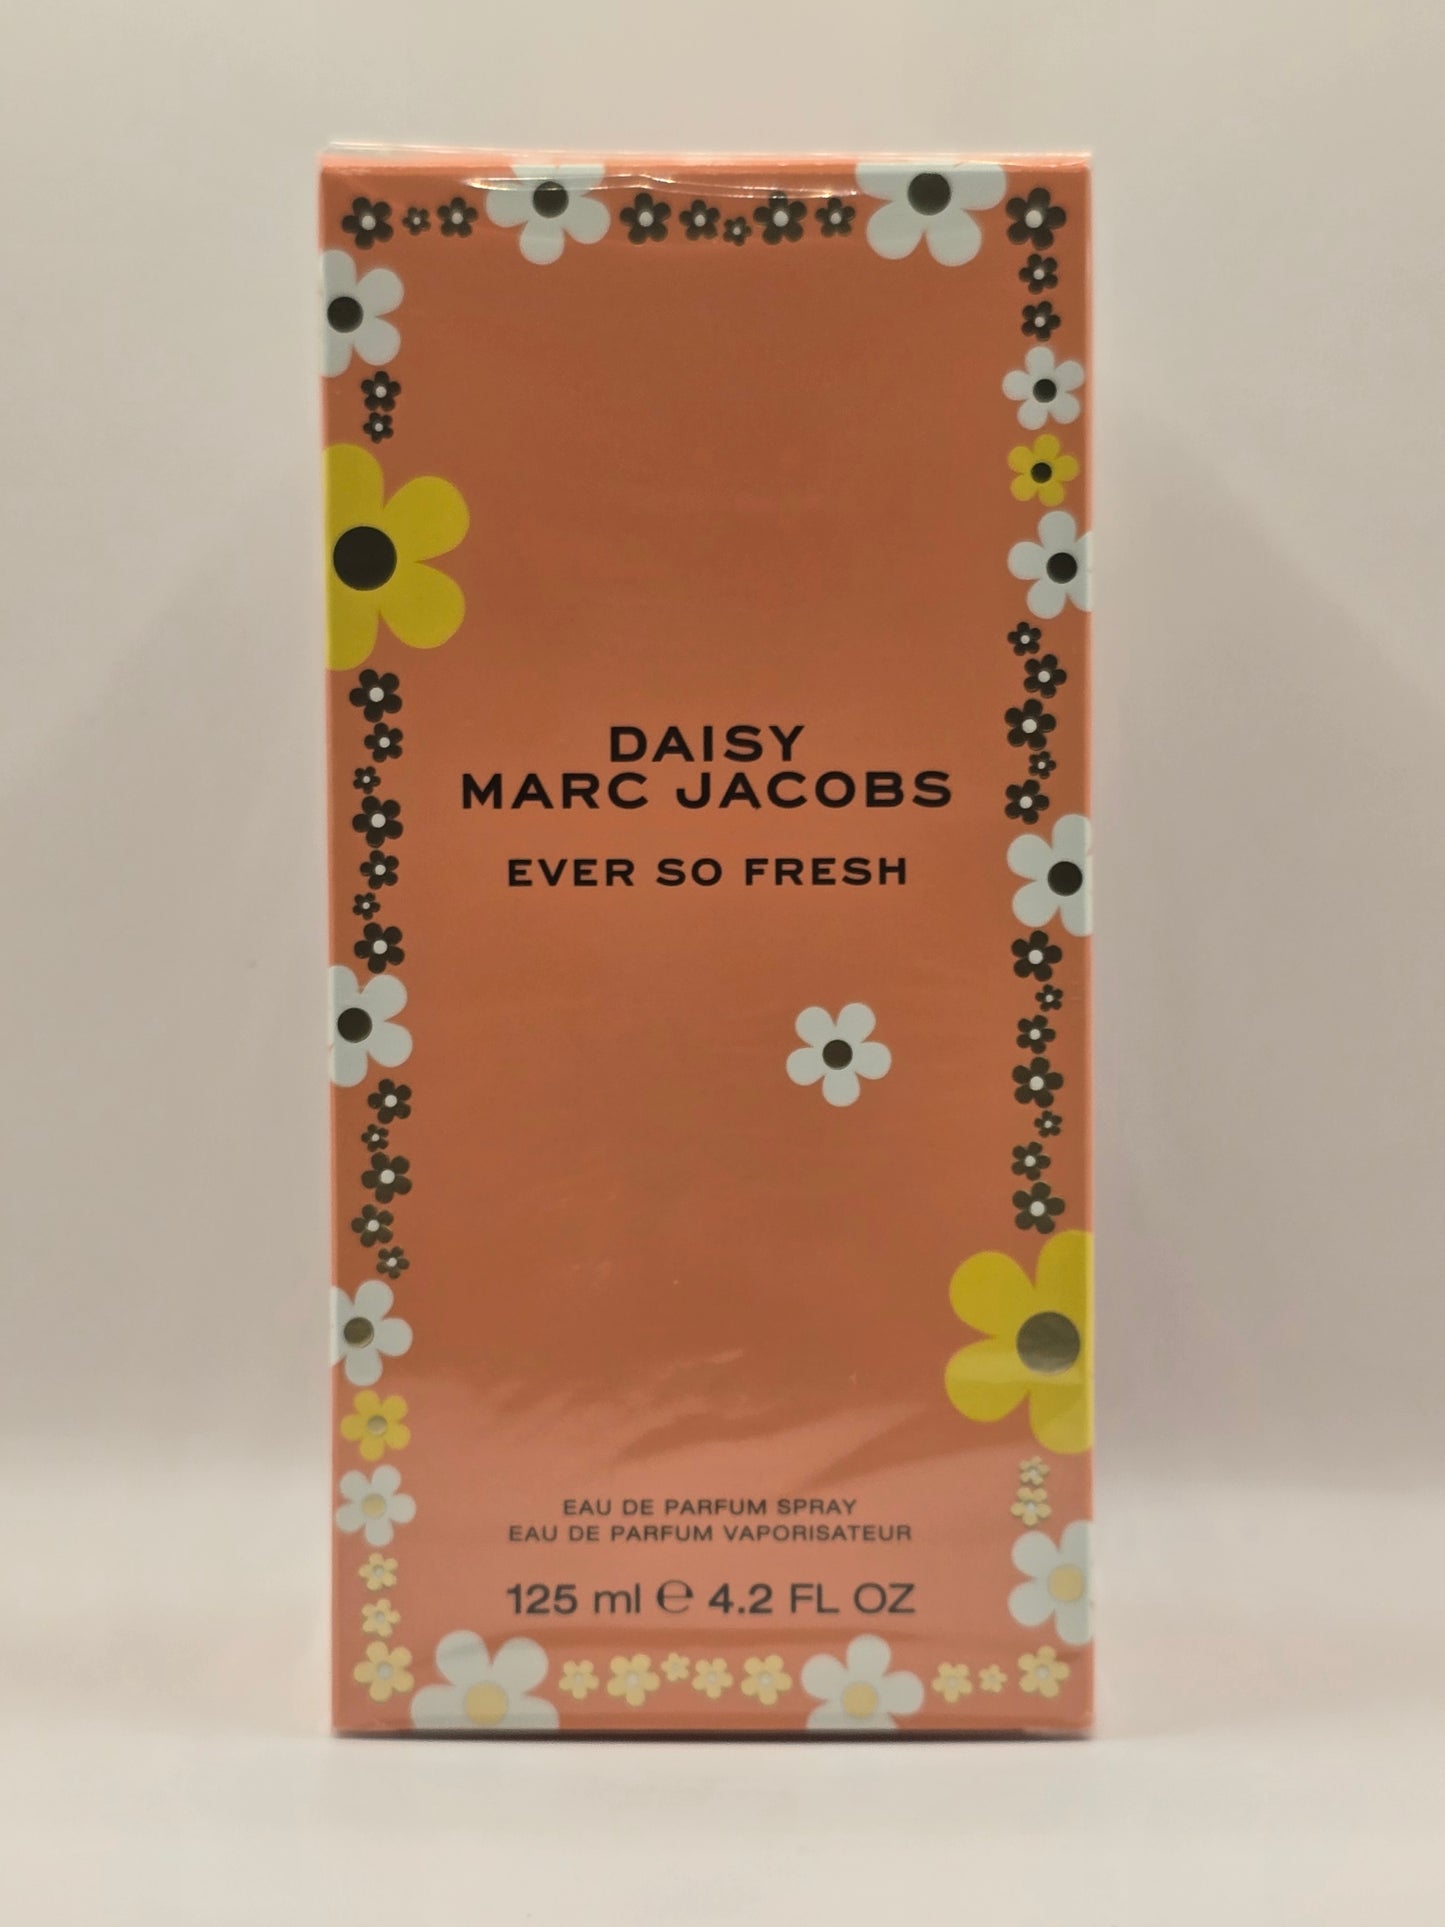 DAISY
MARC JACOBS
EVER SO FRESH
EAU DE PARFUM SPRAY
EAU DE PARFUM VAPORISATEUR
125 ml ℮ 4.2 FL OZ